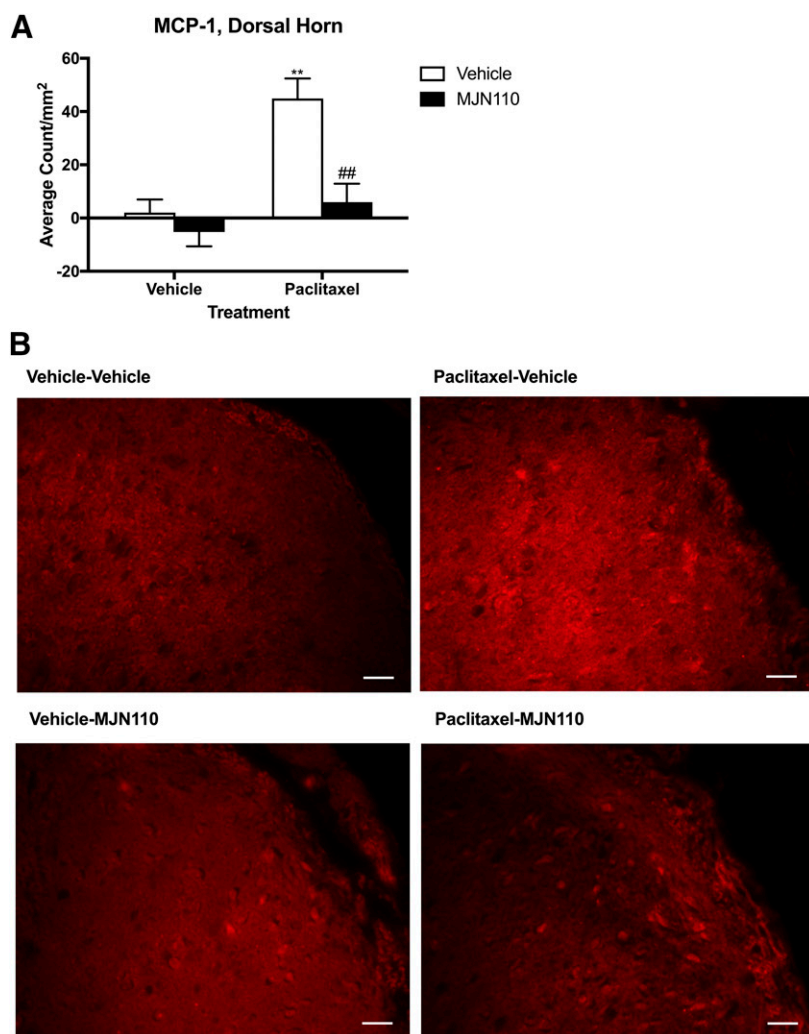 A
MCP-1, Dorsal Horn
Average Count/mm²
60
40
20
0
-20
**
##
Vehicle
MJN110
Vehicle
Paclitaxel
Treatment
B
Vehicle-Vehicle
Paclitaxel-Vehicle
Vehicle-MJN110
Paclitaxel-MJN110